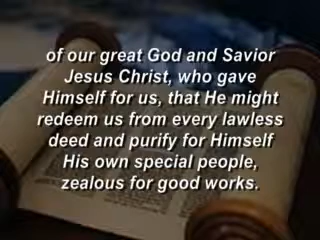 of our great God and Savior
Jesus Christ, who gave
Himself for us, that He might
redeem us from every lawless
deed and purify for Himself
His own special people,
zealous for good works.